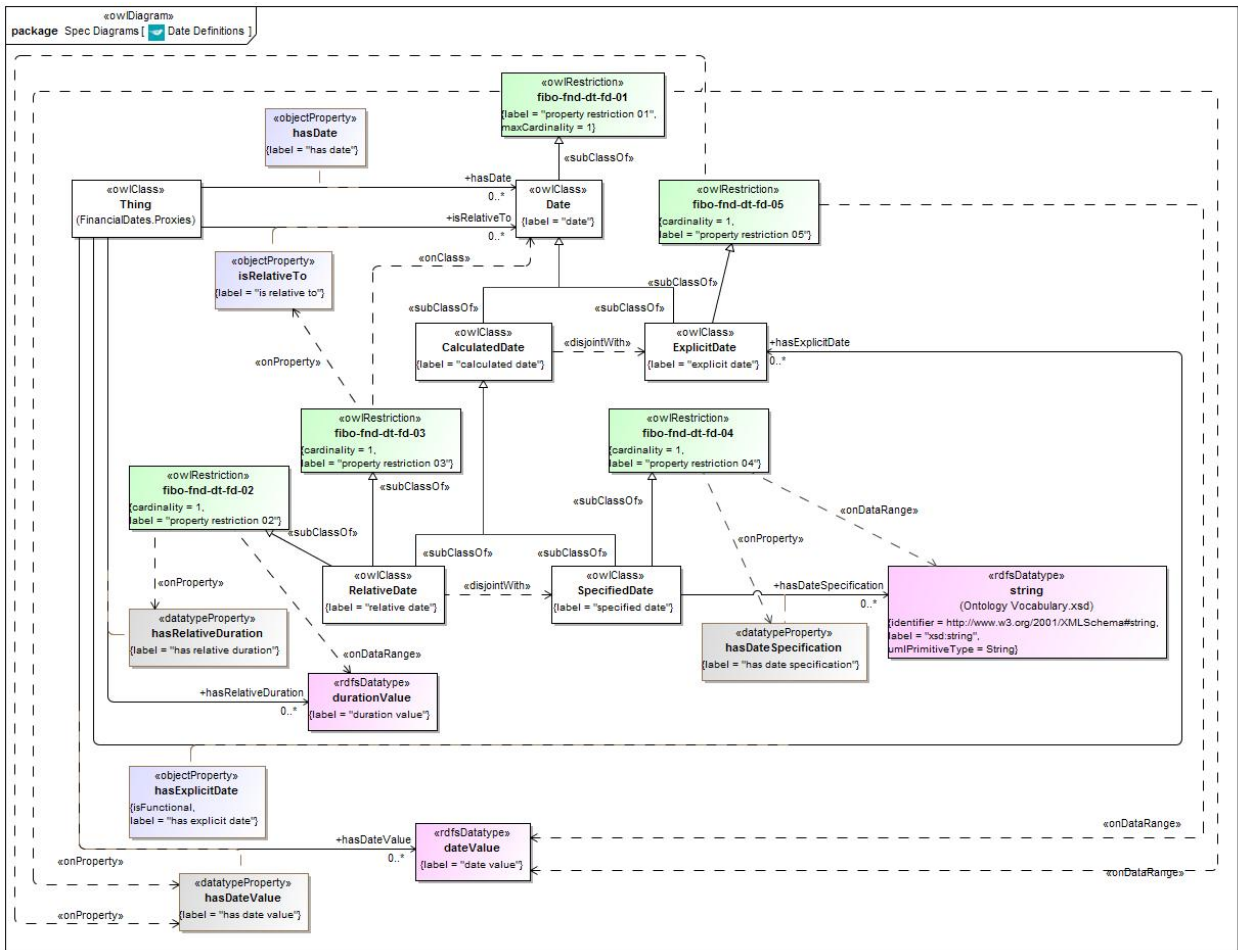 «owlDiagram»
package Spec Diagrams [ Date Definitions ]
«owlRestriction»
fibo-fnd-dt-fd-01
{label = "property restriction 01",
maxCardinality = 1}
«objectProperty»
hasDate
{label = "has date"}
«subClassOf»
«owlClass»
Thing
(FinancialDates.Proxies)
+hasDate
0..*
+isRelativeTo
0..*
«owlClass»
Date
{label = "date"}
«owlRestriction»
fibo-fnd-dt-fd-05
{cardinality = 1,
label = "property restriction 05"}
«objectProperty»
isRelativeTo
{label = "is relative to"}
«onClass»
«subClassOf»
«subClassOf»
«subClassOf»
«owlClass»
CalculatedDate
{label = "calculated date"}
«disjointWith»
«owlClass»
ExplicitDate
{label = "explicit date"}
+hasExplicitDate
0..*
«onProperty»
«owlRestriction»
fibo-fnd-dt-fd-03
{cardinality = 1,
label = "property restriction 03"}
«owlRestriction»
fibo-fnd-dt-fd-04
{cardinality = 1,
label = "property restriction 04"}
«owlRestriction»
fibo-fnd-dt-fd-02
{cardinality = 1,
label = "property restriction 02"}
«subClassOf»
«subClassOf»
«onDataRange»
«subClassOf»
«onProperty»
«subClassOf»
«subClassOf»
«onProperty»
«owlClass»
RelativeDate
{label = "relative date"}
«disjointWith»
«owlClass»
SpecifiedDate
{label = "specified date"}
+hasDateSpecification
0..*
«rdfsDatatype»
string
(Ontology Vocabulary.xsd)
{identifier = http://www.w3.org/2001/XMLSchema#string,
label = "xsd:string",
umlPrimitiveType = String}
«datatypeProperty»
hasRelativeDuration
{label = "has relative duration"}
«datatypeProperty»
hasDateSpecification
{label = "has date specification"}
«onDataRange»
+hasRelativeDuration
0..*
«rdfsDatatype»
durationValue
{label = "duration value"}
«objectProperty»
hasExplicitDate
{isFunctional,
label = "has explicit date"}
+hasDateValue
0..*
«rdfsDatatype»
dateValue
{label = "date value"}
«onDataRange»
«onDataRange»
«onProperty»
«datatypeProperty»
hasDateValue
{label = "has date value"}
«onProperty»